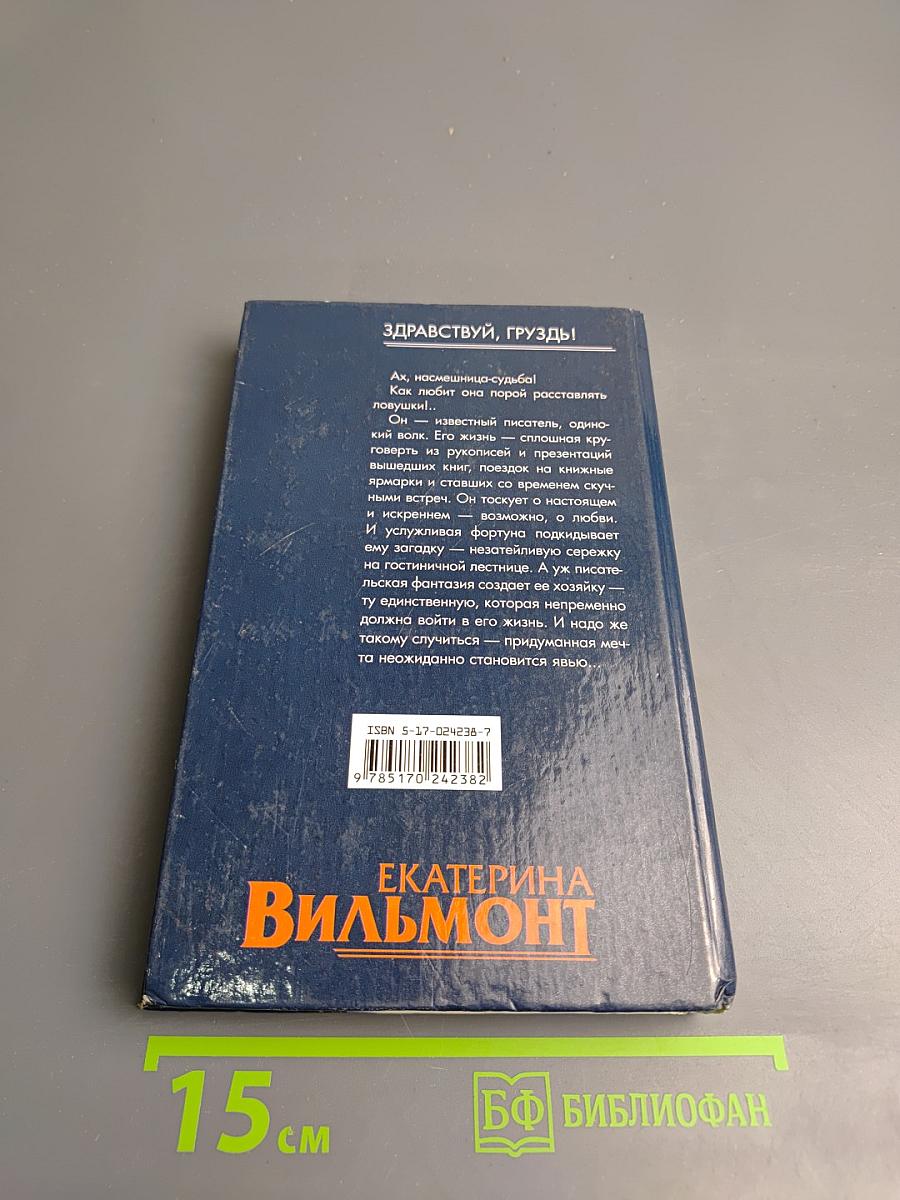 ЗДРАВСТВУЙ, ГРУЗДЬ!
Ах, насмешница-судьба!
Как любит она порой расставлять
ловушки!..
Он — известный писатель, одино-
кий волк. Его жизнь — сплошная кру-
говерть из рукописей и презентаций
вышедших книг, поездок на книжные
ярмарки и ставших со временем скуч-
ными встреч. Он тоскует о настоящем
и искреннем — возможно, о любви.
И услужливая фортуна подкидывает
ему загадку — незатейливую сережку
на гостиничной лестнице. А уж писате-
льская фантазия создает ее хозяйку —
ту единственную, которая непременно
должна войти в его жизнь. И надо же
такому случиться — придуманная меч-
та неожиданно становится явью...
ISBN 5-17-024238-7
9 785170 242382
ЕКАТЕРИНА
ВИЛЬМОНТ
15 см
БФ БИБЛИОФАН